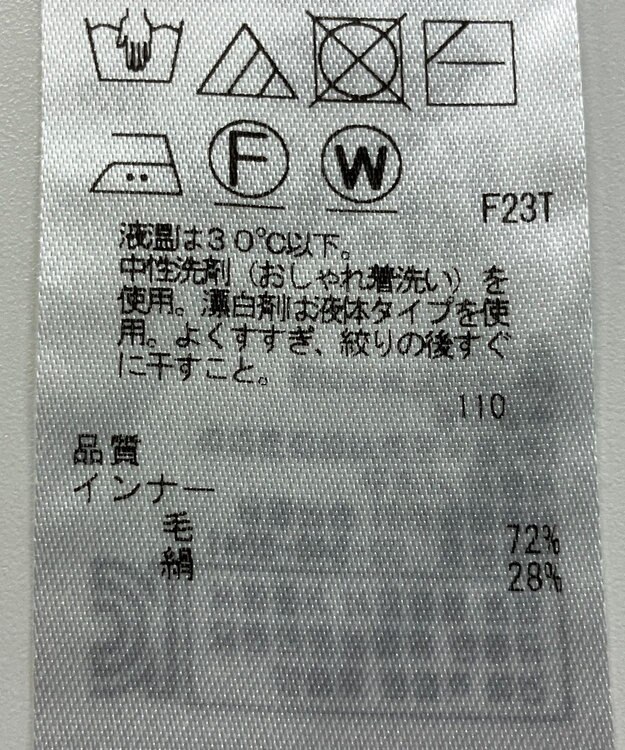 F
W
F23T
液温は30℃以下。
中性洗剤（おしゃれ着洗い）を
使用。漂白剤は液体タイプを使
用。よくすすぎ、絞りの後すぐ
に干すこと。
110
品質
インナー
毛 72%
絹 28%